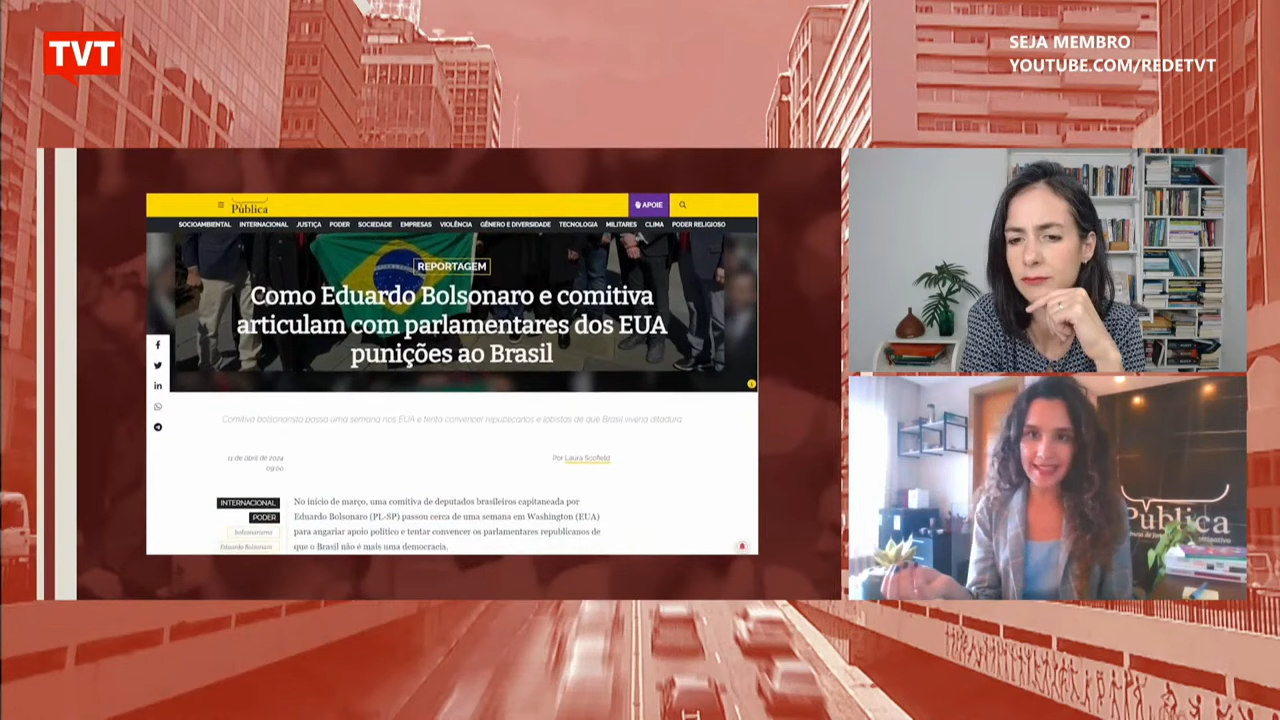 TVT
SEJA MEMBRO
YOUTUBE.COM/REDETVT
Pública
APOIE
SOCIOAMBIENTAL INTERNACIONAL JUSTIÇA PODER SOCIEDADE EMPRESAS VIOLÊNCIA GÊNERO E DIVERSIDADE TECNOLOGIA MILITARES CLIMA PODER RELIGIOSO
REPORTAGEM
Como Eduardo Bolsonaro e comitiva
articulam com parlamentares dos EUA
punições ao Brasil
Comitiva bolsonarista passa uma semana nos EUA e tenta convencer republicanos e lobistas de que Brasil viveria ditadura
11 de abril de 2024
09:00
Por Laura Scofield
INTERNACIONAL
PODER
bolsonarismo
Eduardo Bolsonaro
No início de março, uma comitiva de deputados brasileiros capitaneada por
Eduardo Bolsonaro (PL-SP) passou cerca de uma semana em Washington (EUA)
para angariar apoio político e tentar convencer os parlamentares republicanos de
que o Brasil não é mais uma democracia.
Pública